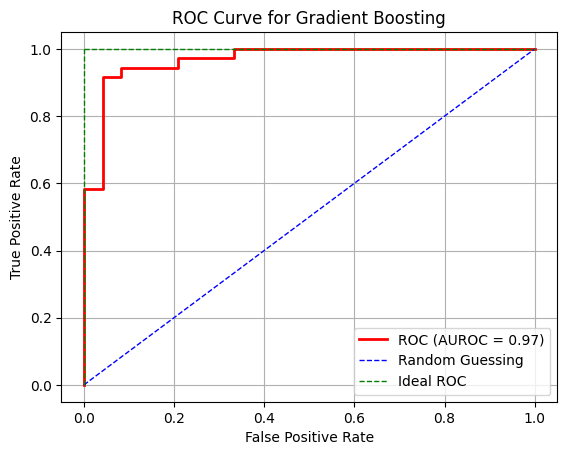 ROC Curve for Gradient Boosting
True Positive Rate
1.0
0.8
0.6
0.4
0.2
0.0
0.0 0.2 0.4 0.6 0.8 1.0
False Positive Rate
ROC (AUROC = 0.97)
Random Guessing
Ideal ROC